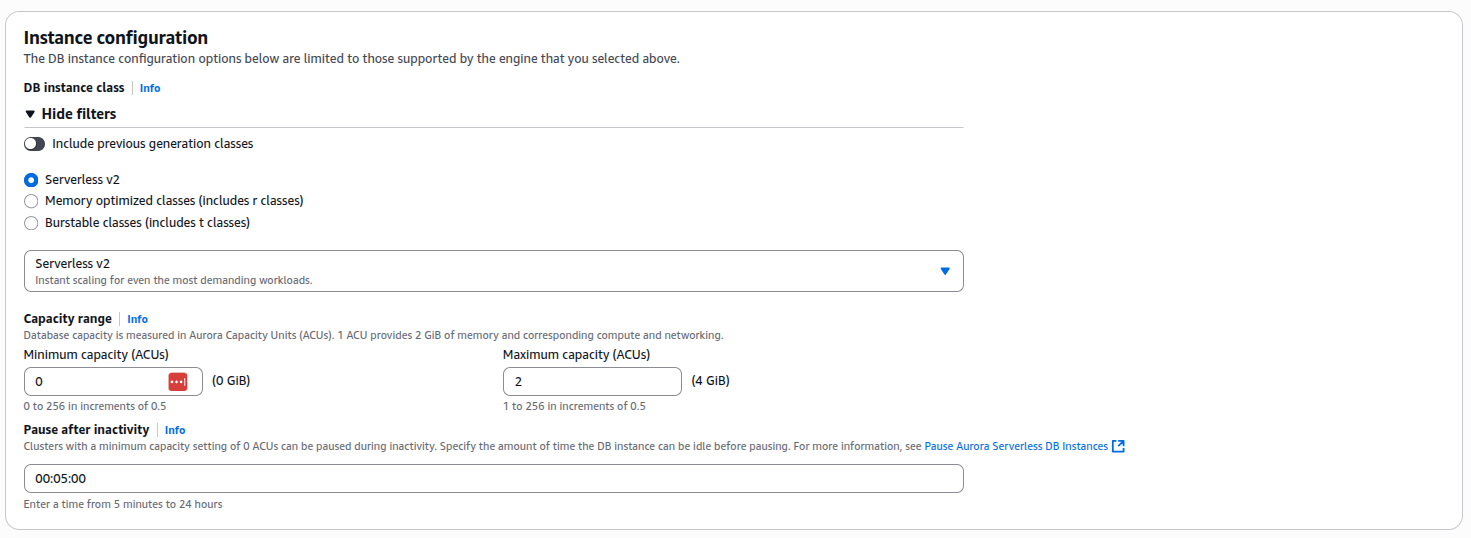 Instance configuration
The DB instance configuration options below are limited to those supported by the engine that you selected above.
DB instance class | Info
Hide filters
Include previous generation classes
Serverless v2
Memory optimized classes (includes r classes)
Burstable classes (includes t classes)
Serverless v2
Instant scaling for even the most demanding workloads.
Capacity range | Info
Database capacity is measured in Aurora Capacity Units (ACUs). 1 ACU provides 2 GiB of memory and corresponding compute and networking.
Minimum capacity (ACUs)
0 (0 GiB)
0 to 256 in increments of 0.5
Maximum capacity (ACUs)
2 (4 GiB)
1 to 256 in increments of 0.5
Pause after inactivity | Info
Clusters with a minimum capacity setting of 0 ACUs can be paused during inactivity. Specify the amount of time the DB instance can be idle before pausing. For more information, see Pause Aurora Serverless DB Instances
00:05:00
Enter a time from 5 minutes to 24 hours